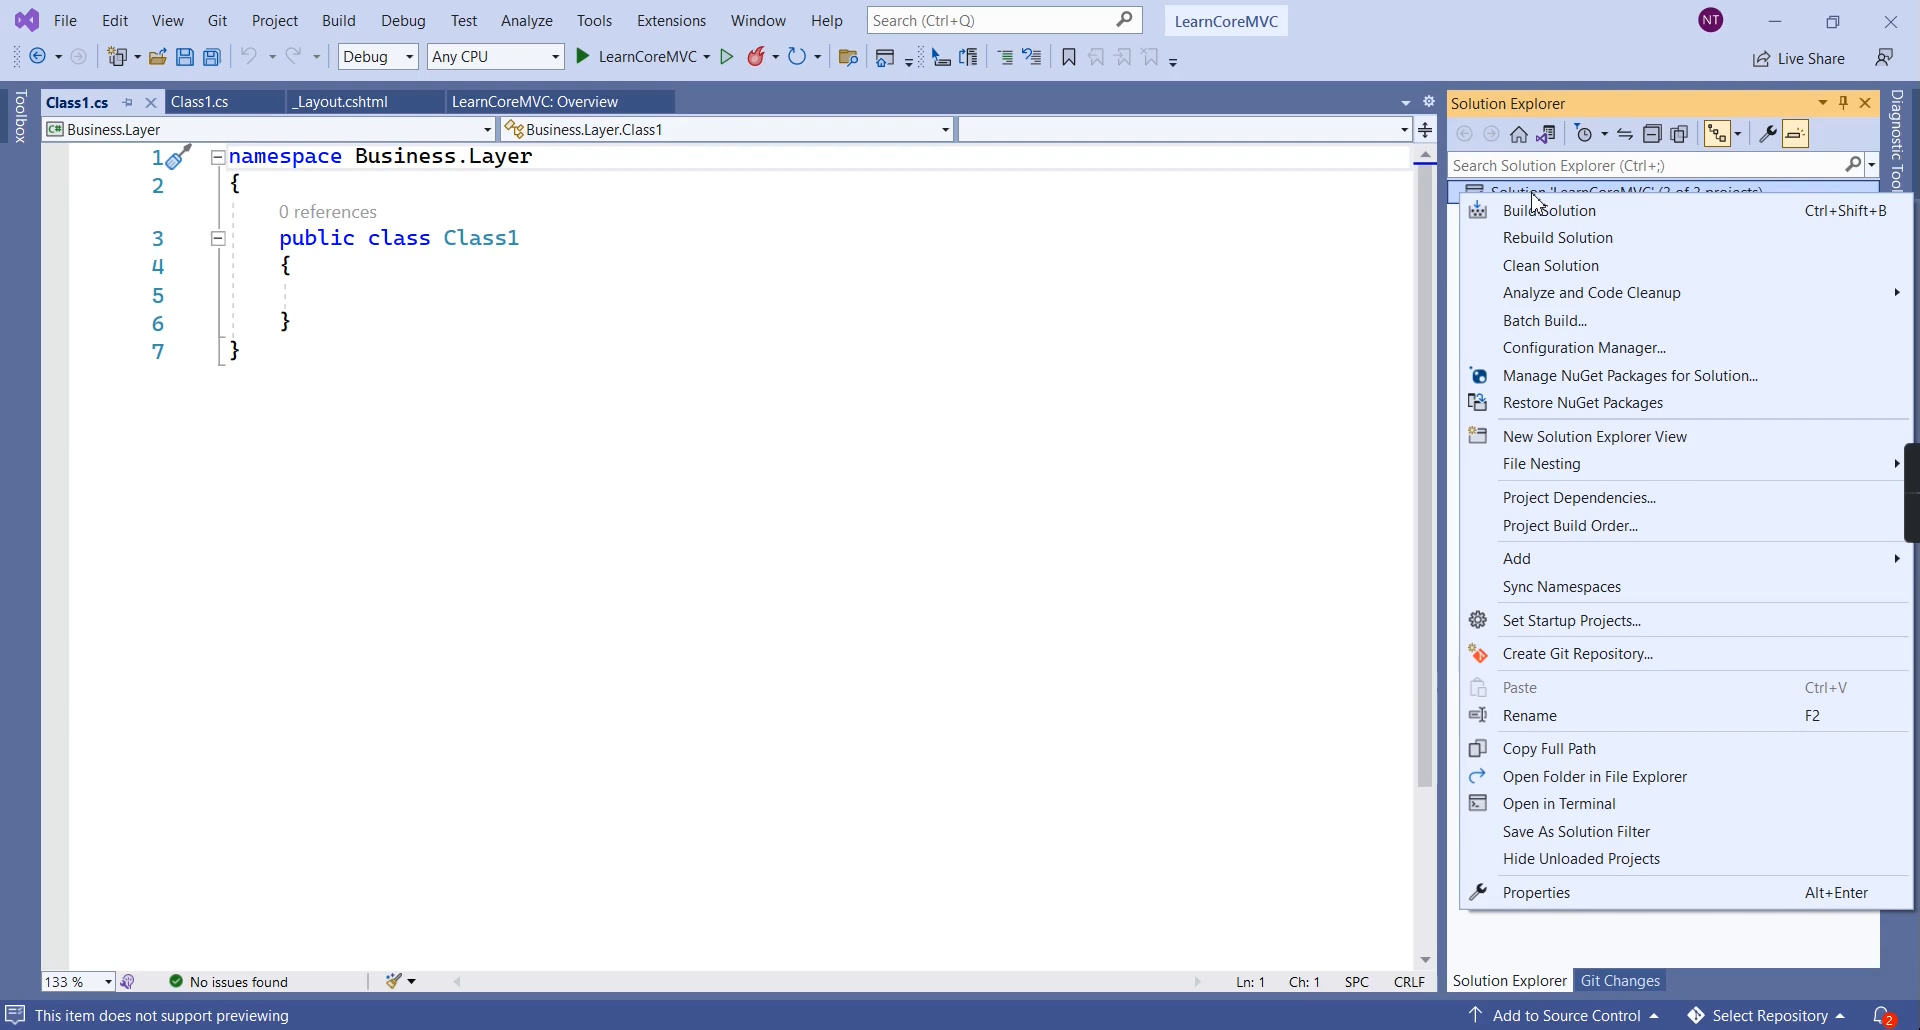 File Edit View Git Project Build Debug Test Analyze Tools Extensions Window Help Search (Ctrl+Q) LearnCoreMVC NT
Debug Any CPU LearnCoreMVC Live Share
Toolbox
Class1.cs Class1.cs _Layout.cshtml LearnCoreMVC: Overview
C# Business.Layer Business.Layer.Class1
1 namespace Business.Layer
2 {
0 references
3 public class Class1
4 {
5
6 }
7 }
133 % No issues found Ln: 1 Ch: 1 SPC CRLF
Solution Explorer
Search Solution Explorer (Ctrl+;)
Solution 'LearnCoreMVC'
Build Solution Ctrl+Shift+B
Rebuild Solution
Clean Solution
Analyze and Code Cleanup
Batch Build...
Configuration Manager...
Manage NuGet Packages for Solution...
Restore NuGet Packages
New Solution Explorer View
File Nesting
Project Dependencies...
Project Build Order...
Add
Sync Namespaces
Set Startup Projects...
Create Git Repository...
Paste Ctrl+V
Rename F2
Copy Full Path
Open Folder in File Explorer
Open in Terminal
Save As Solution Filter
Hide Unloaded Projects
Properties Alt+Enter
Solution Explorer Git Changes
Diagnostic
This item does not support previewing Add to Source Control Select Repository 2